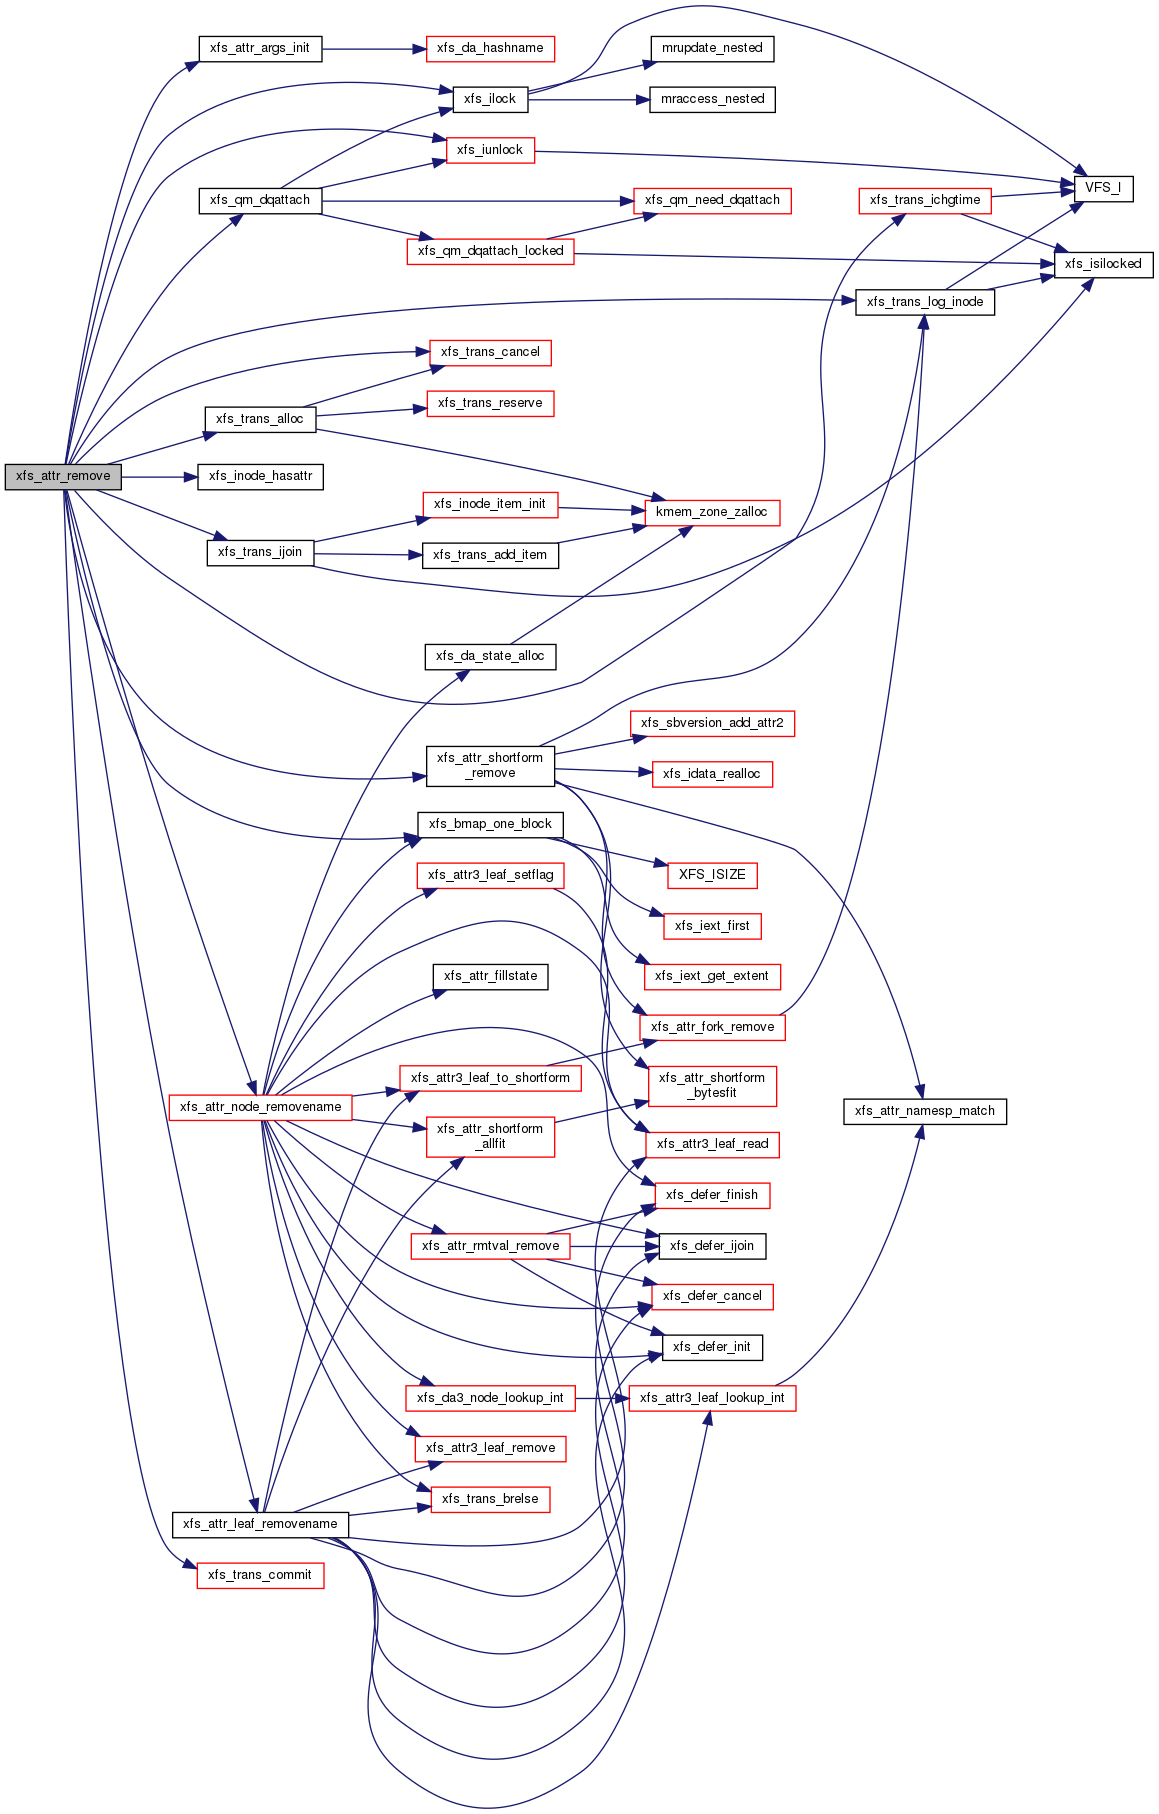 xfs_attr_args_init
xfs_da_hashname
mrupdate_nested
xfs_ilock
mraccess_nested
xfs_iunlock
VFS_I
xfs_qm_dqattach
xfs_qm_need_dqattach
xfs_trans_ichgtime
xfs_qm_dqattach_locked
xfs_isilocked
xfs_trans_log_inode
xfs_trans_cancel
xfs_trans_reserve
xfs_trans_alloc
xfs_attr_remove
xfs_inode_hasattr
xfs_inode_item_init
kmem_zone_zalloc
xfs_trans_ijoin
xfs_trans_add_item
xfs_da_state_alloc
xfs_sbversion_add_attr2
xfs_attr_shortform
_remove
xfs_idata_realloc
xfs_bmap_one_block
xfs_attr3_leaf_setflag
XFS_ISIZE
xfs_iext_first
xfs_attr_fillstate
xfs_iext_get_extent
xfs_attr_fork_remove
xfs_attr3_leaf_to_shortform
xfs_attr_shortform
_bytesfit
xfs_attr_node_removename
xfs_attr_namesp_match
xfs_attr_shortform
_allfit
xfs_attr3_leaf_read
xfs_defer_finish
xfs_attr_rmtval_remove
xfs_defer_ijoin
xfs_defer_cancel
xfs_defer_init
xfs_da3_node_lookup_int
xfs_attr3_leaf_lookup_int
xfs_attr3_leaf_remove
xfs_trans_brelse
xfs_attr_leaf_removename
xfs_trans_commit